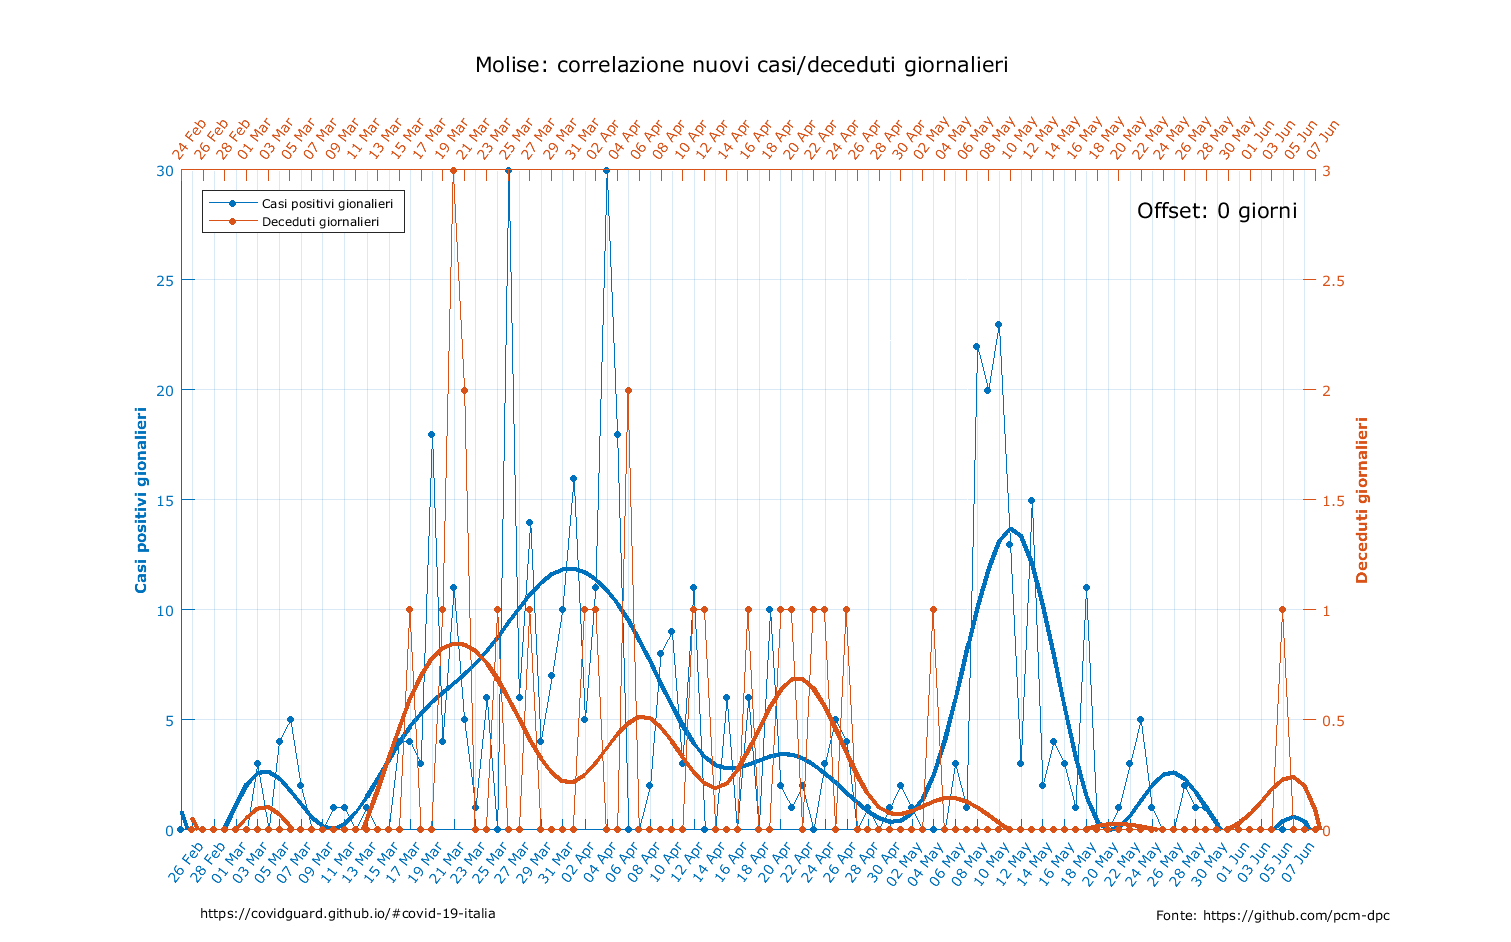 Molise: correlazione nuovi casi/deceduti giornalieri
24 Feb 26 Feb 28 Feb 01 Mar 03 Mar 05 Mar 07 Mar 09 Mar 11 Mar 13 Mar 15 Mar 17 Mar 19 Mar 21 Mar 23 Mar 25 Mar 27 Mar 29 Mar 31 Mar 02 Apr 04 Apr 06 Apr 08 Apr 10 Apr 12 Apr 14 Apr 16 Apr 18 Apr 20 Apr 22 Apr 24 Apr 26 Apr 28 Apr 30 Apr 02 May 04 May 06 May 08 May 10 May 12 May 14 May 16 May 18 May 20 May 22 May 24 May 26 May 28 May 30 May 01 Jun 03 Jun 05 Jun 07 Jun
30
25
20
15
10
5
0
Casi positivi gionalieri
Casi positivi gionalieri
Deceduti giornalieri
Offset: 0 giorni
3
2.5
2
1.5
1
0.5
0
Deceduti giornalieri
26 Feb 28 Feb 01 Mar 03 Mar 05 Mar 07 Mar 09 Mar 11 Mar 13 Mar 15 Mar 17 Mar 19 Mar 21 Mar 23 Mar 25 Mar 27 Mar 29 Mar 31 Mar 02 Apr 04 Apr 06 Apr 08 Apr 10 Apr 12 Apr 14 Apr 16 Apr 18 Apr 20 Apr 22 Apr 24 Apr 26 Apr 28 Apr 30 Apr 02 May 04 May 06 May 08 May 10 May 12 May 14 May 16 May 18 May 20 May 22 May 24 May 26 May 28 May 30 May 01 Jun 03 Jun 05 Jun 07 Jun
https://covidguard.github.io/#covid-19-italia
Fonte: https://github.com/pcm-dpc